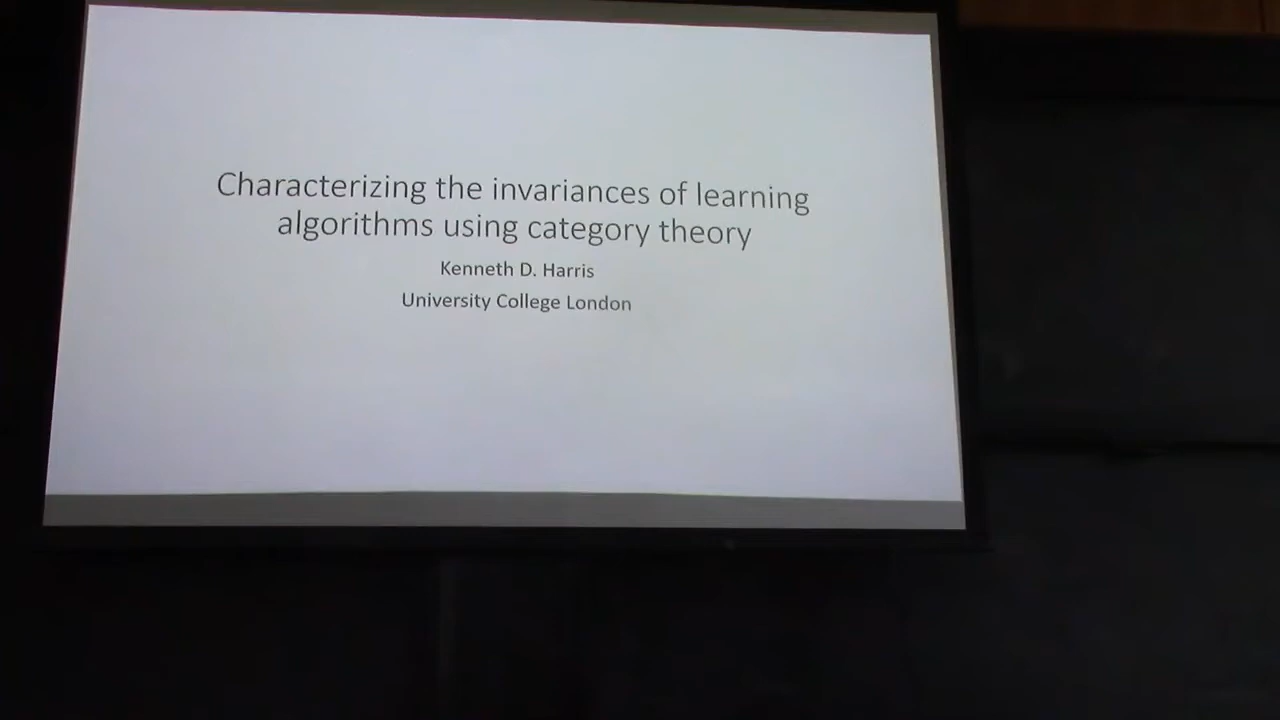 Characterizing the invariances of learning
algorithms using category theory
Kenneth D. Harris
University College London